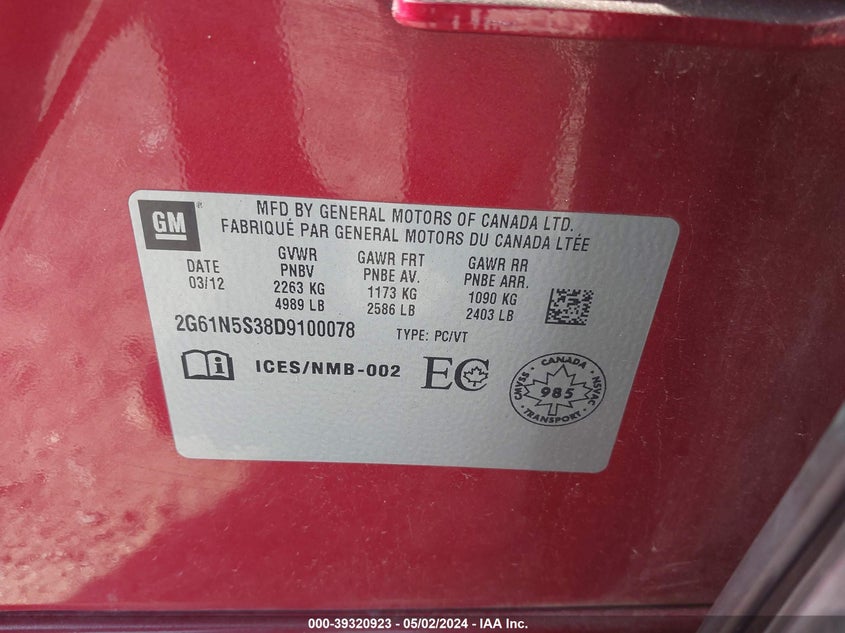 GM
MFD BY GENERAL MOTORS OF CANADA LTD.
FABRIQUÉ PAR GENERAL MOTORS DU CANADA LTÉE
DATE
03/12
GVWR
PNBV
2263 KG
4989 LB
GAWR FRT
PNBE AV.
1173 KG
2586 LB
GAWR RR
PNBE ARR.
1090 KG
2403 LB
2G61N5S38D9100078 TYPE: PC/VT
i ICES/NMB-002 EC
CANADA
CMVSS
NSVAC
985
TRANSPORT
000-39320923 - 05/02/2024 - IAA Inc.